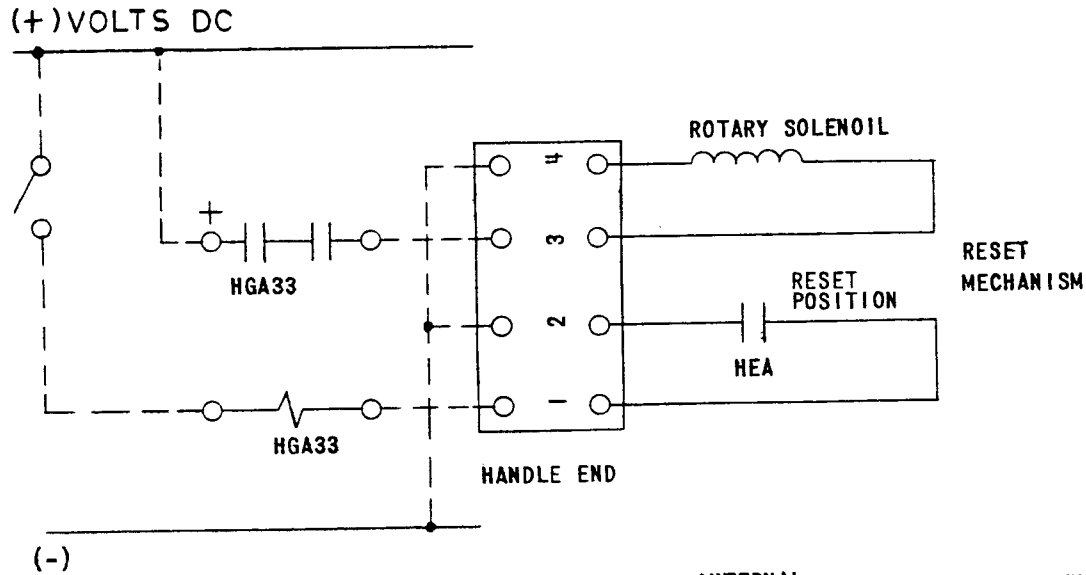 (+)VOLTS DC
ROTARY SOLENOIL
4
+
3
HGA33
RESET
MECHANISM
RESET
POSITION
2
HEA
1
HGA33
HANDLE END
(-)